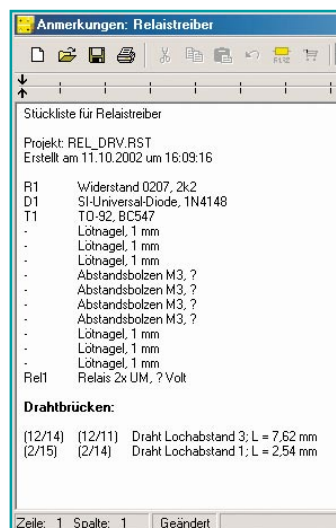 Anmerkungen: Relaistreiber
Stückliste für Relaistreiber
Projekt: REL_DRV.RST
Erstellt am 11.10.2002 um 16:09:16
R1 Widerstand 0207, 2k2
D1 SI-Universal-Diode, 1N4148
T1 TO-92, BC547
- Lötnagel, 1 mm
- Lötnagel, 1 mm
- Lötnagel, 1 mm
- Abstandsbolzen M3, ?
- Abstandsbolzen M3, ?
- Abstandsbolzen M3, ?
- Abstandsbolzen M3, ?
- Lötnagel, 1 mm
- Lötnagel, 1 mm
- Lötnagel, 1 mm
Rel1 Relais 2x UM, ? Volt
Drahtbrücken:
(12/14) (12/11) Draht Lochabstand 3; L = 7,62 mm
(2/15) (2/14) Draht Lochabstand 1; L = 2,54 mm
Zeile: 1 Spalte: 1 Geändert